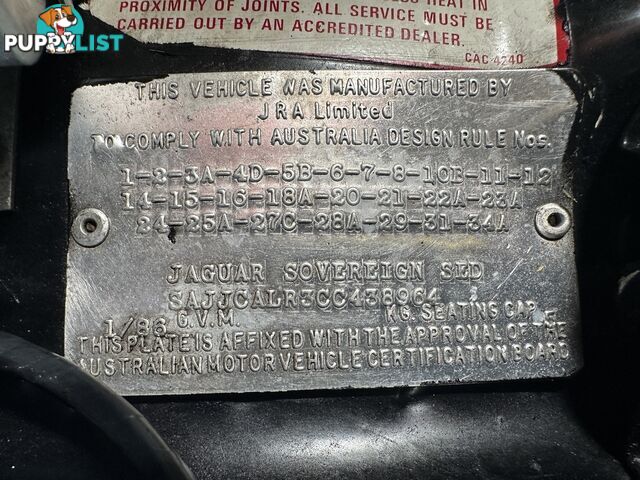 PUPPYLIST
HEAT IN
PROXIMITY OF JOINTS. ALL SERVICE MUST BE
CARRIED OUT BY AN ACCREDITED DEALER.
CAC 4240
THIS VEHICLE WAS MANUFACTURED BY
JRA Limited
TO COMPLY WITH AUSTRALIA DESIGN RULE Nos.
1-2-3A-4D-5B-6-7-8-10B-11-12
14-15-16-18A-20-21-22A-23A
24-25A-27C-28A-29-31-34A
JAGUAR SOVEREIGN SED
SAJJCALR3CC438964
1/86 G.V.M. KG. SEATING CAP. 5
THIS PLATE IS AFFIXED WITH THE APPROVAL OF THE
AUSTRALIAN MOTOR VEHICLE CERTIFICATION BOARD